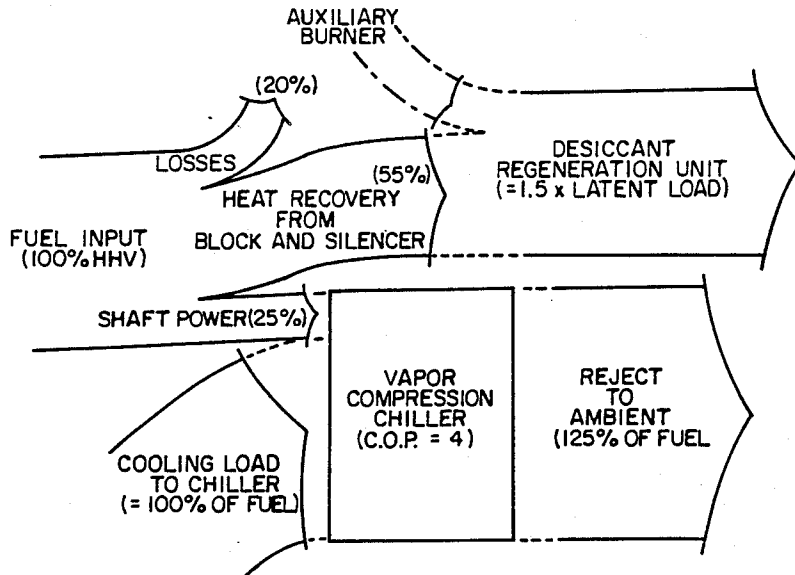 AUXILIARY
BURNER
(20%)
LOSSES
(55%)
HEAT RECOVERY
FROM
BLOCK AND SILENCER
DESICCANT
REGENERATION UNIT
(=1.5 x LATENT LOAD)
FUEL INPUT
(100% HHV)
SHAFT POWER(25%)
VAPOR
COMPRESSION
CHILLER
(C.O.P. = 4)
REJECT
TO
AMBIENT
(125% OF FUEL
COOLING LOAD
TO CHILLER
(= 100% OF FUEL)